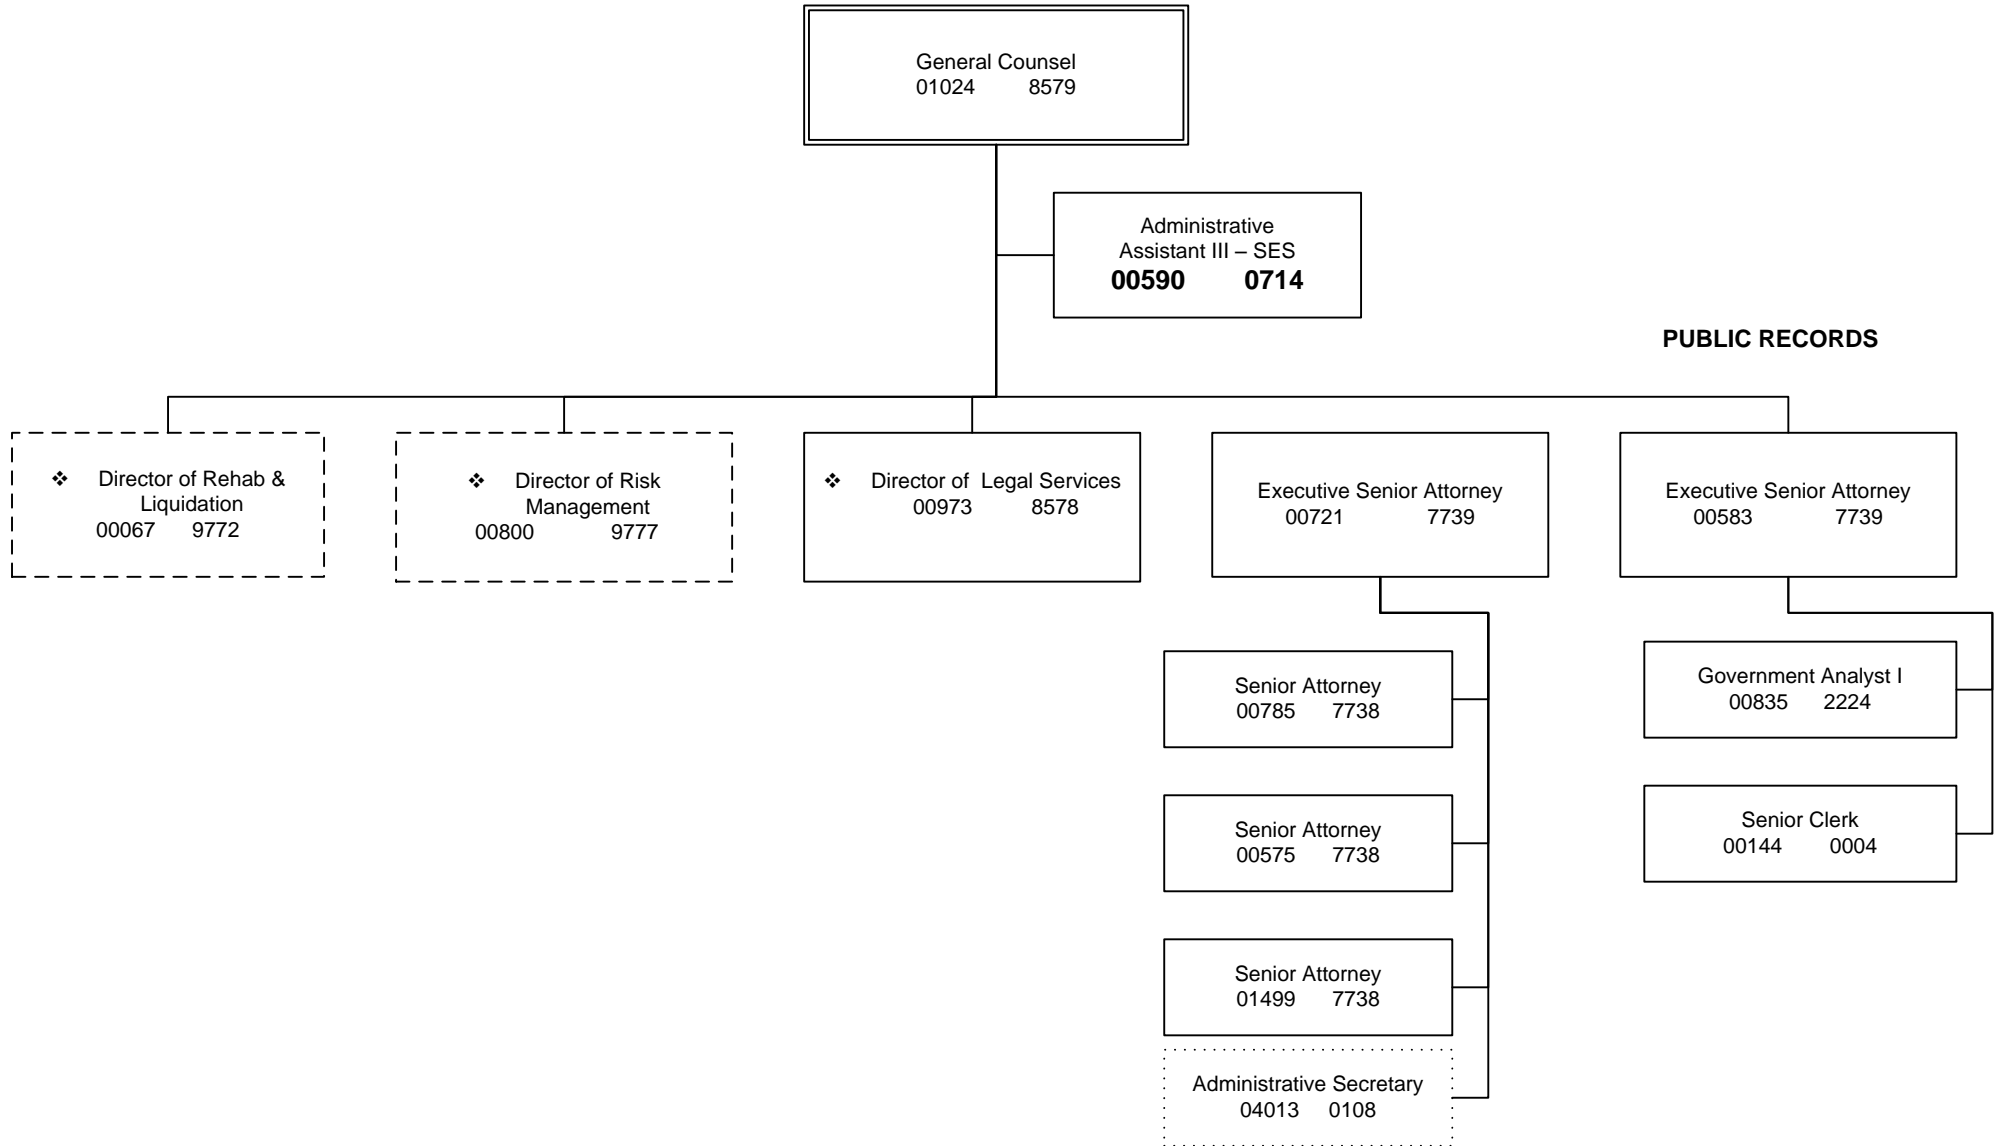 General Counsel
01024 8579
Administrative
Assistant III – SES
00590 0714
PUBLIC RECORDS
❖ Director of Rehab &
Liquidation
00067 9772
❖ Director of Risk
Management
00800 9777
❖ Director of Legal Services
00973 8578
Executive Senior Attorney
00721 7739
Executive Senior Attorney
00583 7739
Senior Attorney
00785 7738
Senior Attorney
00575 7738
Senior Attorney
01499 7738
Administrative Secretary
04013 0108
Government Analyst I
00835 2224
Senior Clerk
00144 0004